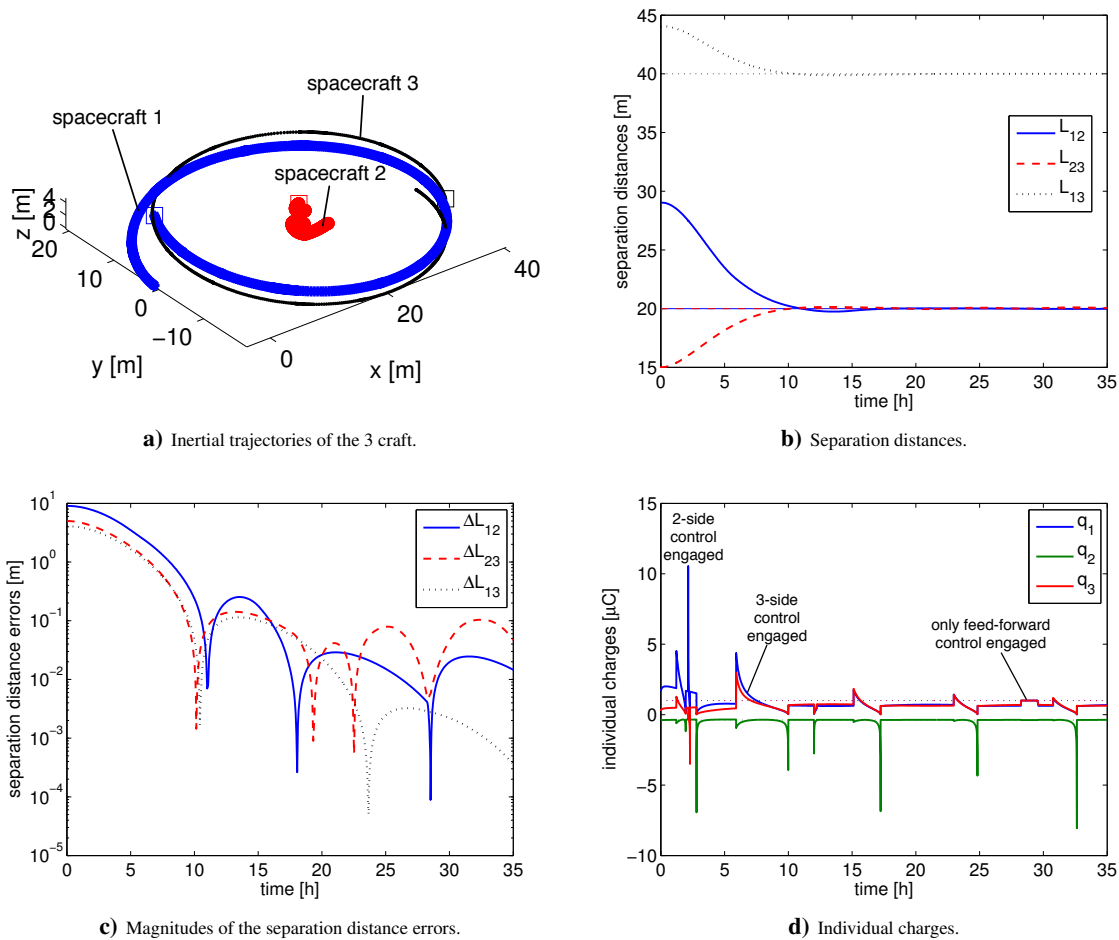 spacecraft 3
spacecraft 1
spacecraft 2
z [m]
4
2
0
20
10
0
−10
y [m]
0
20
40
x [m]
a) Inertial trajectories of the 3 craft.
45
40
35
30
25
20
15
separation distances [m]
L12
L23
L13
0 5 10 15 20 25 30 35
time [h]
b) Separation distances.
10^1
10^0
10^−1
10^−2
10^−3
10^−4
10^−5
separation distance errors [m]
ΔL12
ΔL23
ΔL13
0 5 10 15 20 25 30 35
time [h]
c) Magnitudes of the separation distance errors.
15
10
5
0
−5
−10
individual charges [μC]
2-side
control
engaged
3-side
control
engaged
only feed-forward
control engaged
q1
q2
q3
0 5 10 15 20 25 30 35
time [h]
d) Individual charges.